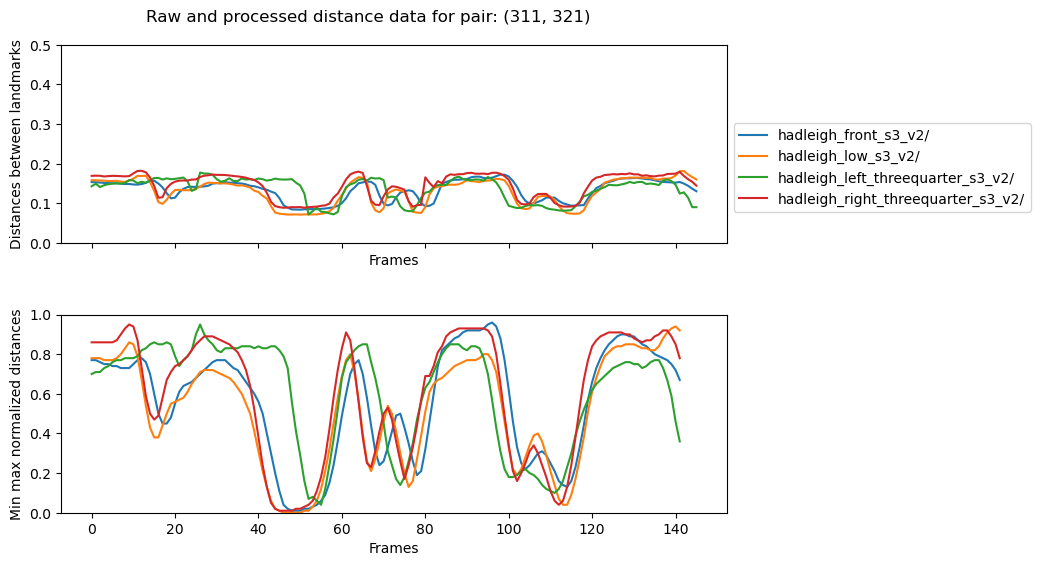 Raw and processed distance data for pair: (311, 321)
Distances between landmarks
0.5
0.4
0.3
0.2
0.1
0.0
Frames
hadleigh_front_s3_v2/
hadleigh_low_s3_v2/
hadleigh_left_threequarter_s3_v2/
hadleigh_right_threequarter_s3_v2/
Min max normalized distances
1.0
0.8
0.6
0.4
0.2
0.0
0 20 40 60 80 100 120 140
Frames